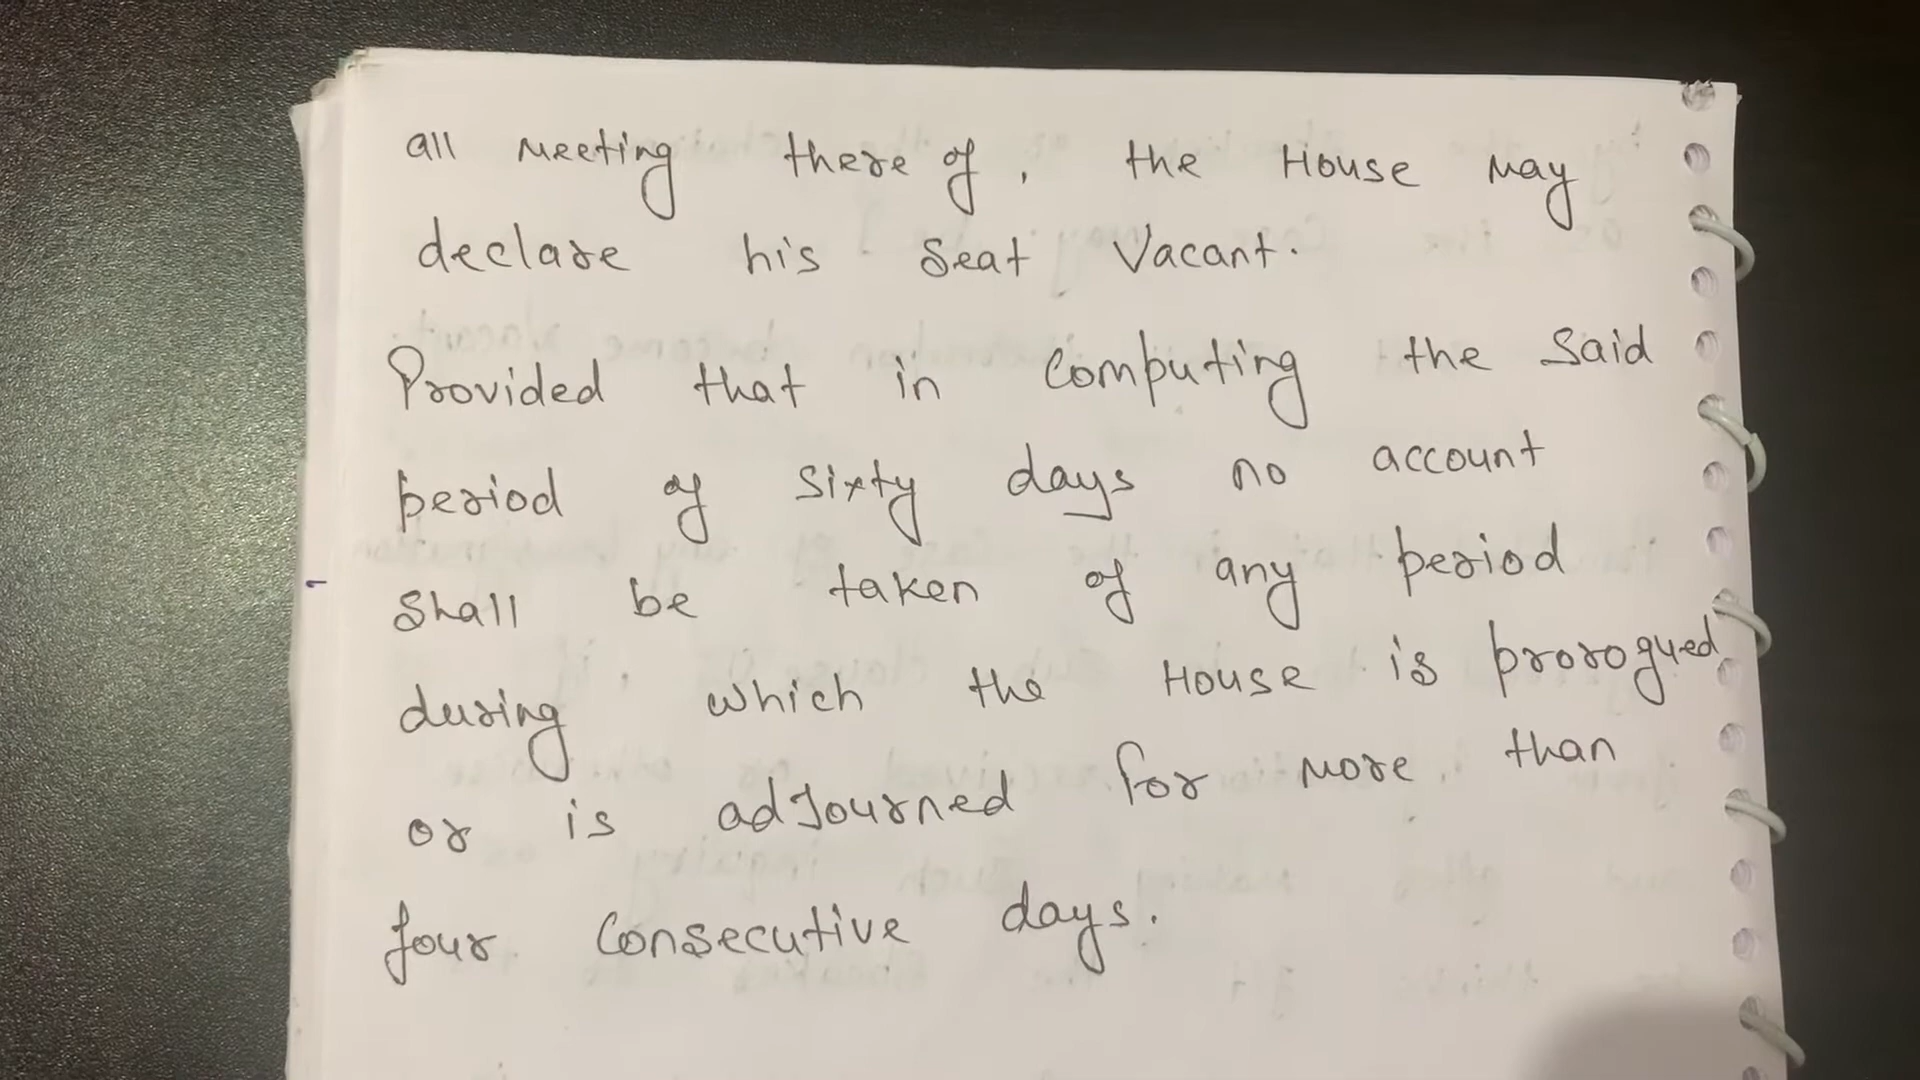 all meeting there of, the House may
declare his seat Vacant.
Provided that in Computing the Said
period of sixty days no account
Shall be taken of any period
during which the House is prorogued
or is adJourned for more than
four Consecutive days.